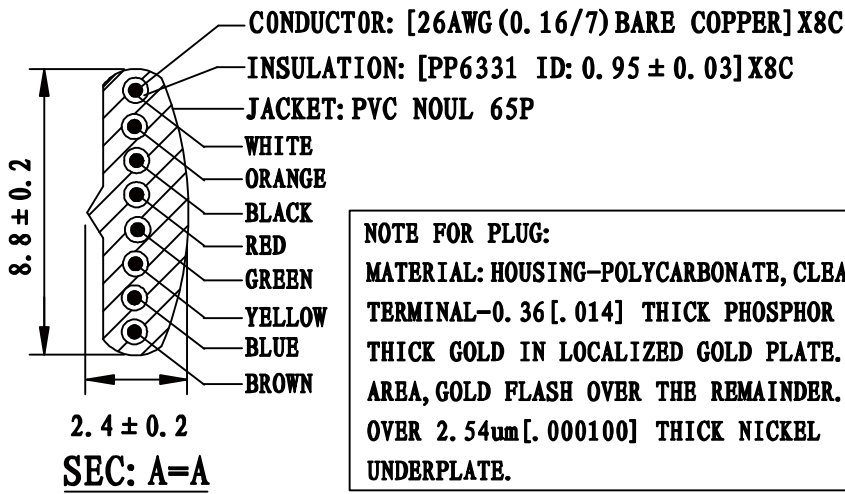 CONDUCTOR: [26AWG(0.16/7)BARE COPPER]X8C
INSULATION: [PP6331 ID: 0.95±0.03]X8C
JACKET: PVC NOUL 65P
WHITE
ORANGE
BLACK
RED
GREEN
YELLOW
BLUE
BROWN
8.8±0.2
2.4±0.2
SEC: A=A
NOTE FOR PLUG:
MATERIAL: HOUSING-POLYCARBONATE, CLEA
TERMINAL-0.36[.014] THICK PHOSPHOR
THICK GOLD IN LOCALIZED GOLD PLATE.
AREA, GOLD FLASH OVER THE REMAINDER.
OVER 2.54um[.000100] THICK NICKEL
UNDERPLATE.